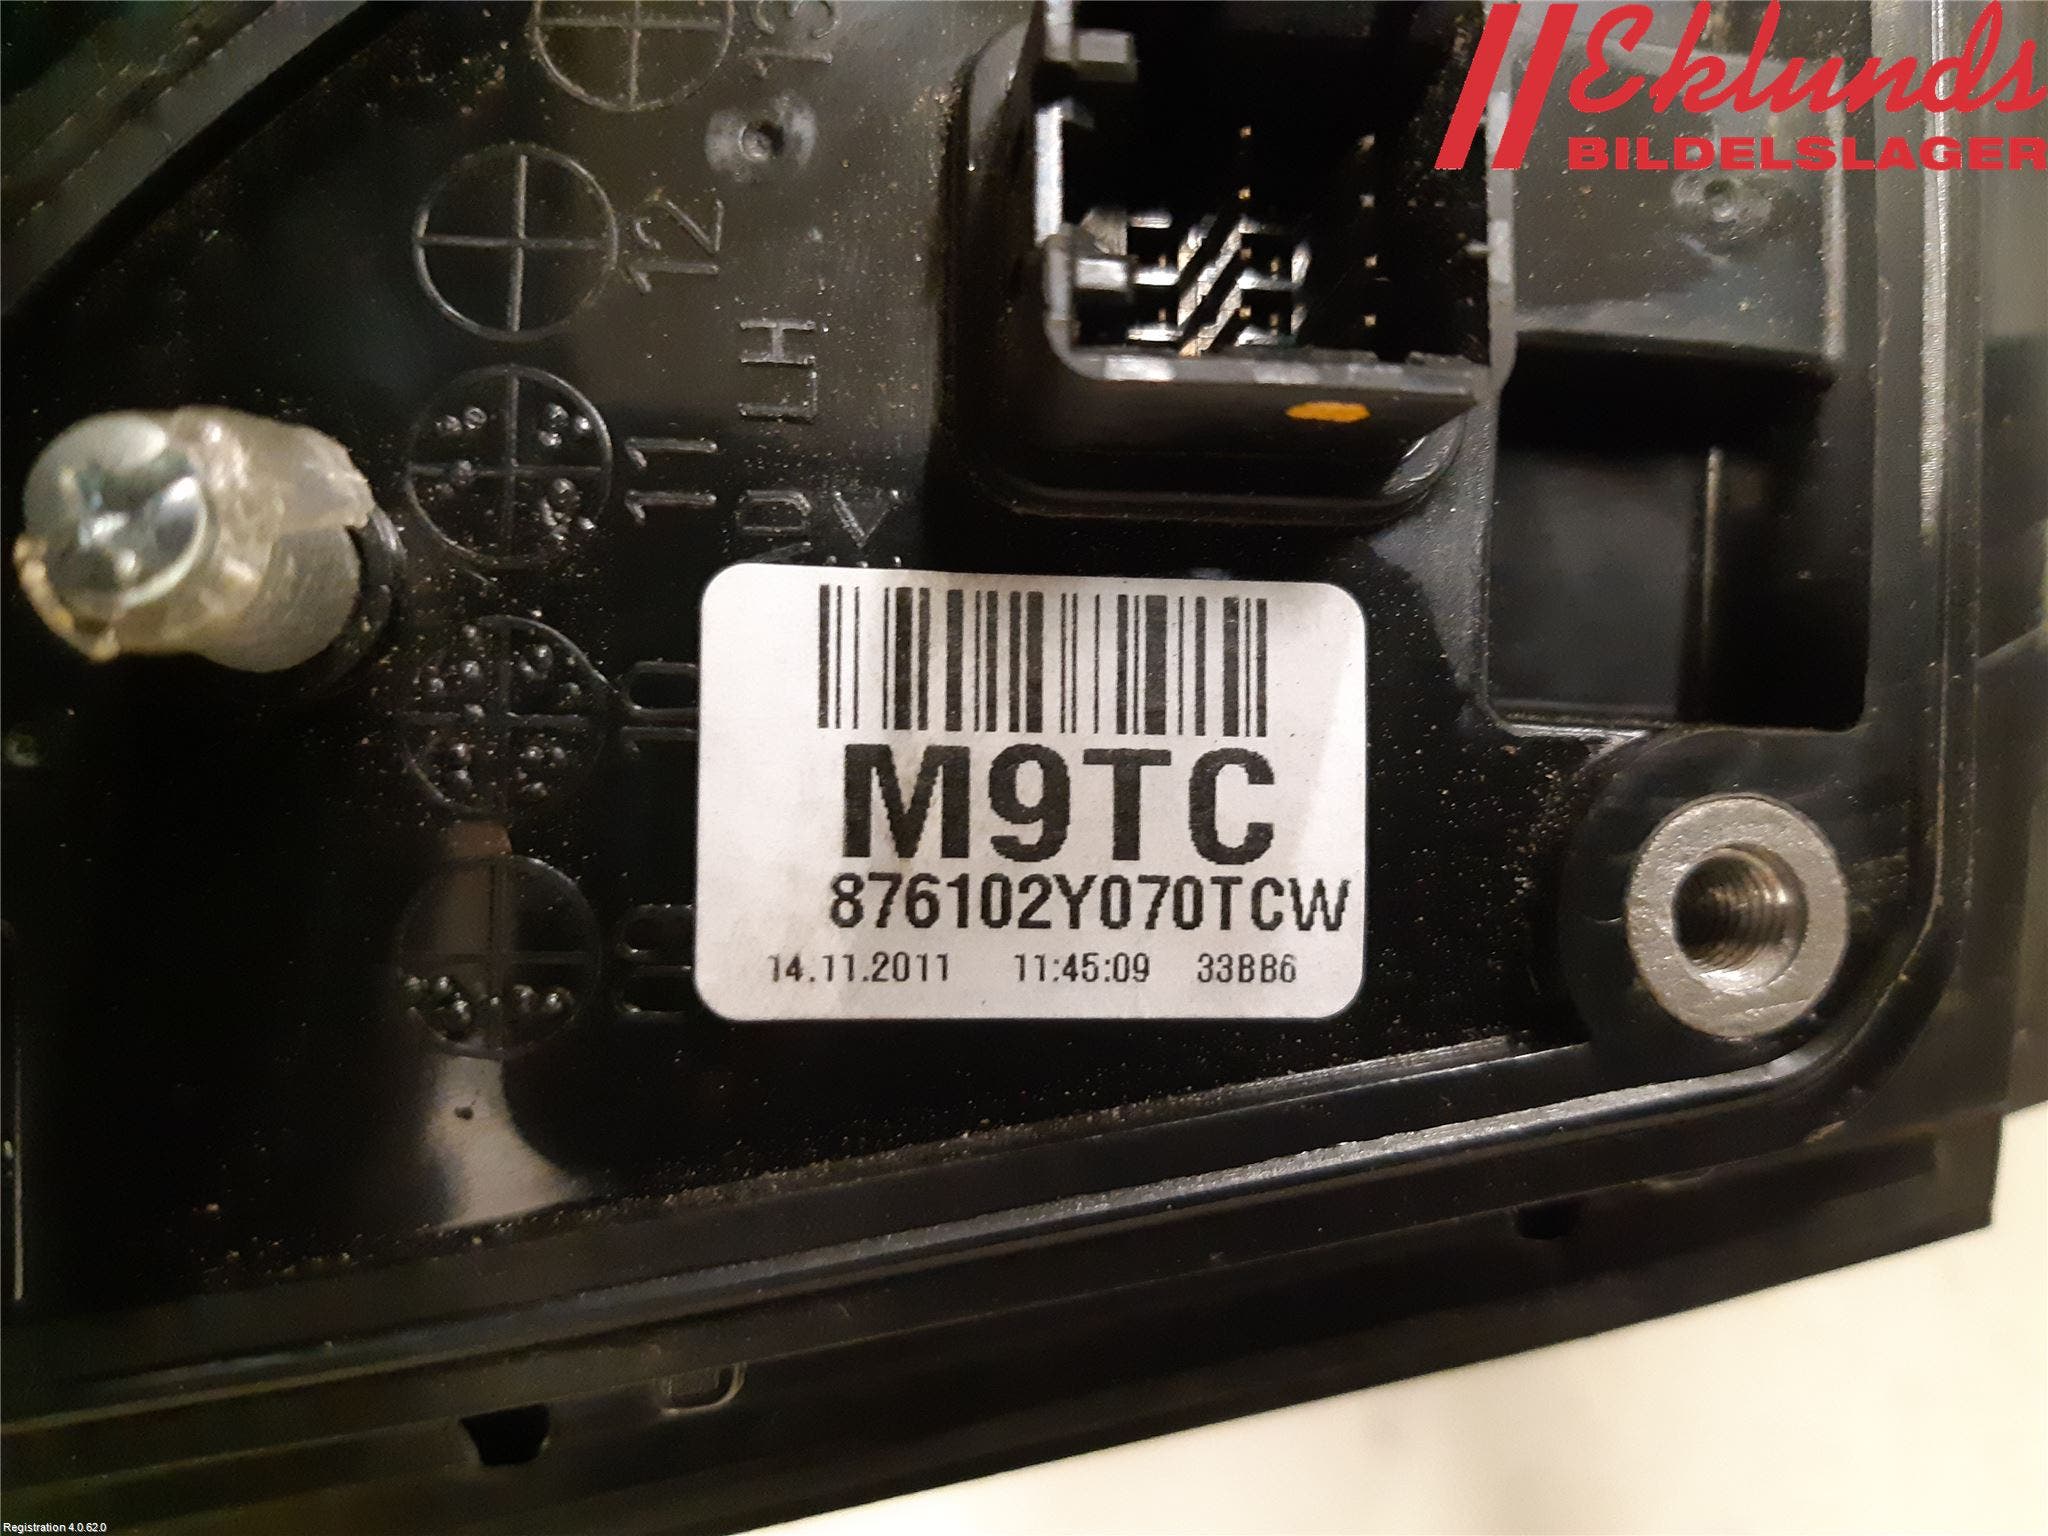 Eklunds
BILDELSLAGER
13
12
LH
11
10
M9TC
876102Y070TCW
14.11.2011 11:45:09 33BB6
Registration 4.0.62.0